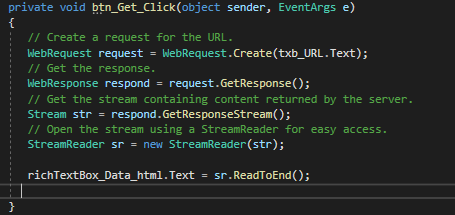 private void btn_Get_Click(object sender, EventArgs e)
{
// Create a request for the URL.
WebRequest request = WebRequest.Create(txb_URL.Text);
// Get the response.
WebResponse respond = request.GetResponse();
// Get the stream containing content returned by the server.
Stream str = respond.GetResponseStream();
// Open the stream using a StreamReader for easy access.
StreamReader sr = new StreamReader(str);
richTextBox_Data_html.Text = sr.ReadToEnd();
}